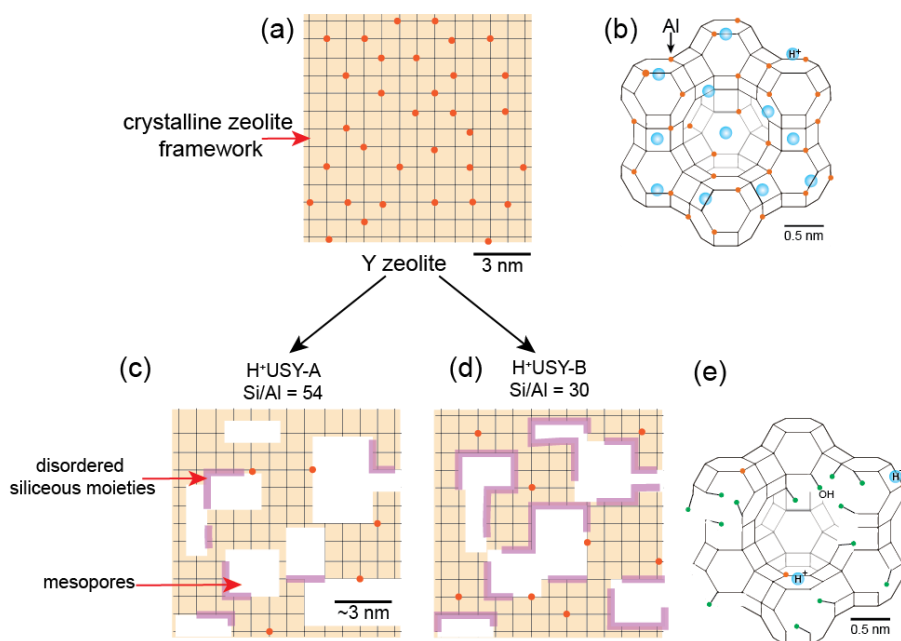 (a)
crystalline zeolite
framework
3 nm
Y zeolite
(b)
Al
H+
0.5 nm
(c)
H+USY-A
Si/Al = 54
disordered
siliceous moieties
mesopores
~3 nm
(d)
H+USY-B
Si/Al = 30
(e)
OH
H+
H+
0.5 nm